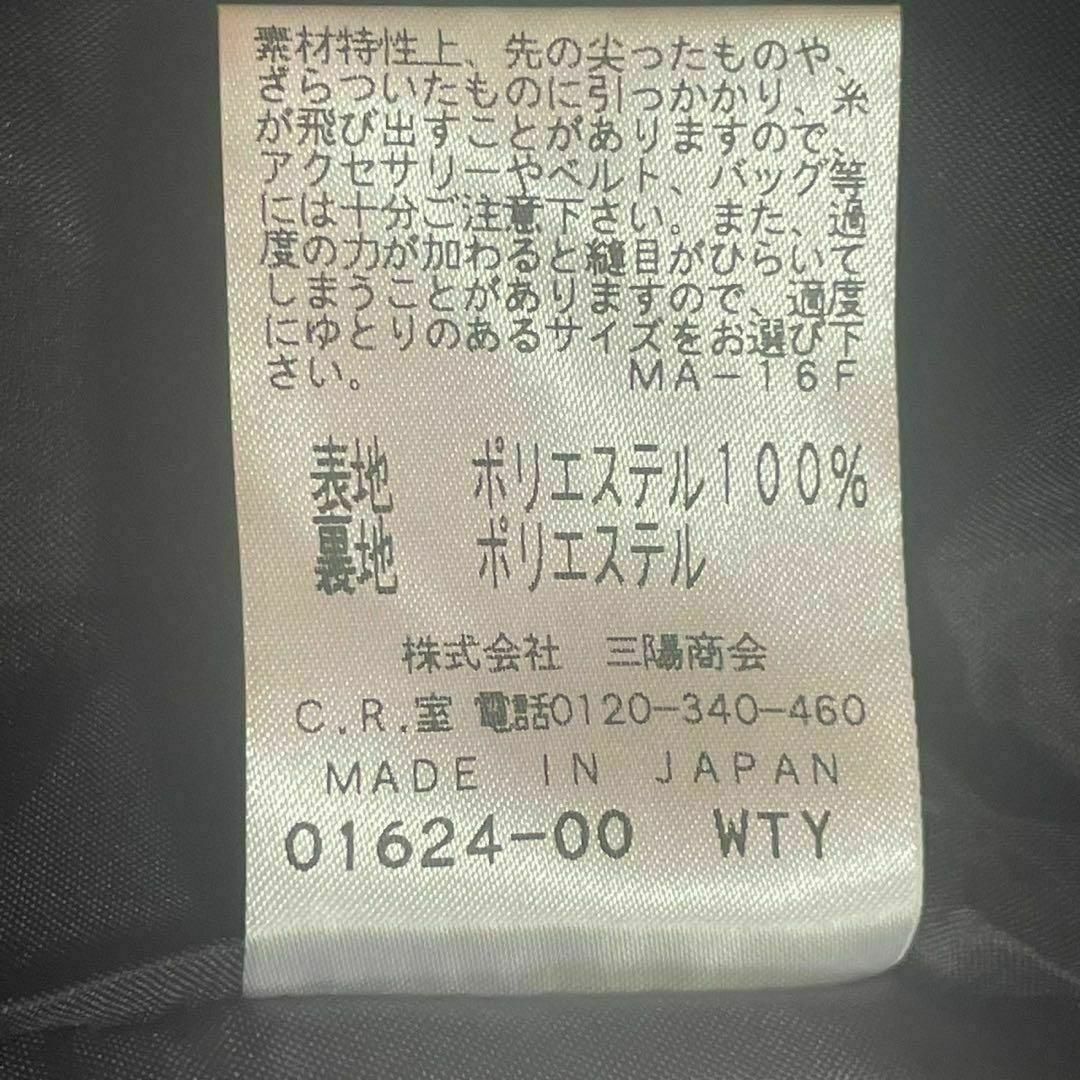 素材特性上、先の尖ったものや、
ざらついたものに引っかかり、糸
が飛び出すことがありますので、
アクセサリーやベルト、バッグ等
には十分ご注意下さい。また、過
度の力が加わると縫目がひらいて
しまうことがありますので、適度
にゆとりのあるサイズをお選び下
さい。 MA-16F
表地 ポリエステル100%
裏地 ポリエステル
株式会社 三陽商会
C.R.室 電話0120-340-460
MADE IN JAPAN
01624-00 WTY